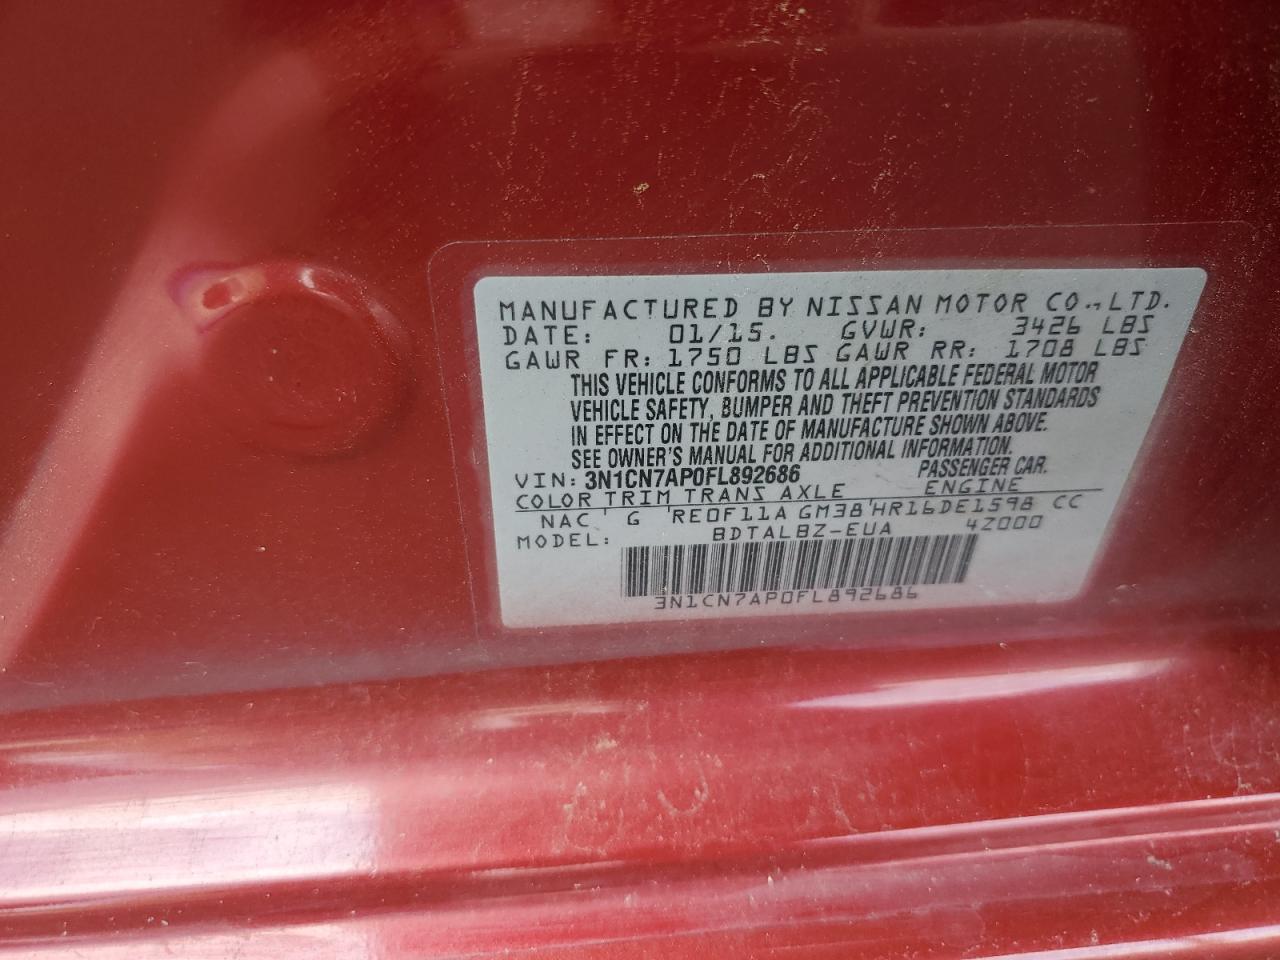 MANUFACTURED BY NISSAN MOTOR CO., LTD.
DATE: 01/15. GVWR: 3426 LBS
GAWR FR: 1750 LBS GAWR RR: 1708 LBS
THIS VEHICLE CONFORMS TO ALL APPLICABLE FEDERAL MOTOR
VEHICLE SAFETY, BUMPER AND THEFT PREVENTION STANDARDS
IN EFFECT ON THE DATE OF MANUFACTURE SHOWN ABOVE.
SEE OWNER'S MANUAL FOR ADDITIONAL INFORMATION.
VIN: 3N1CN7AP0FL892686 PASSENGER CAR.
COLOR TRIM TRANS AXLE ENGINE
NAC ' G 'RE0F11A GM38'HR16DE1598 CC
MODEL: BDTALBZ-EUA 4Z000
3N1CN7AP0FL892686